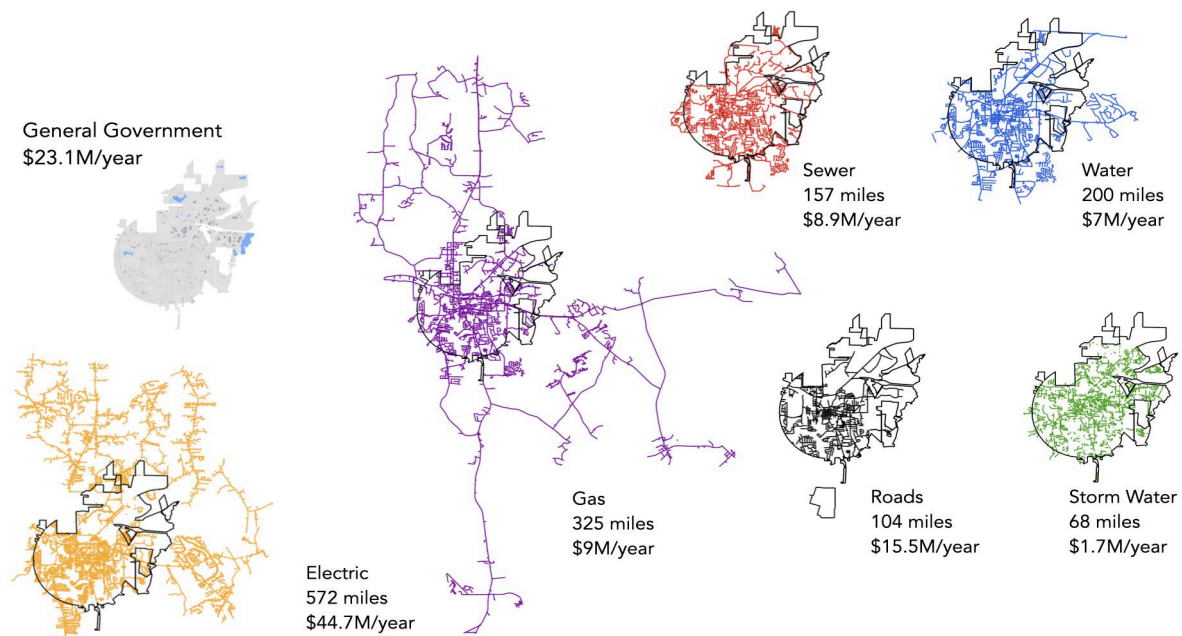 General Government
$23.1M/year
Sewer
157 miles
$8.9M/year
Water
200 miles
$7M/year
Electric
572 miles
$44.7M/year
Gas
325 miles
$9M/year
Roads
104 miles
$15.5M/year
Storm Water
68 miles
$1.7M/year